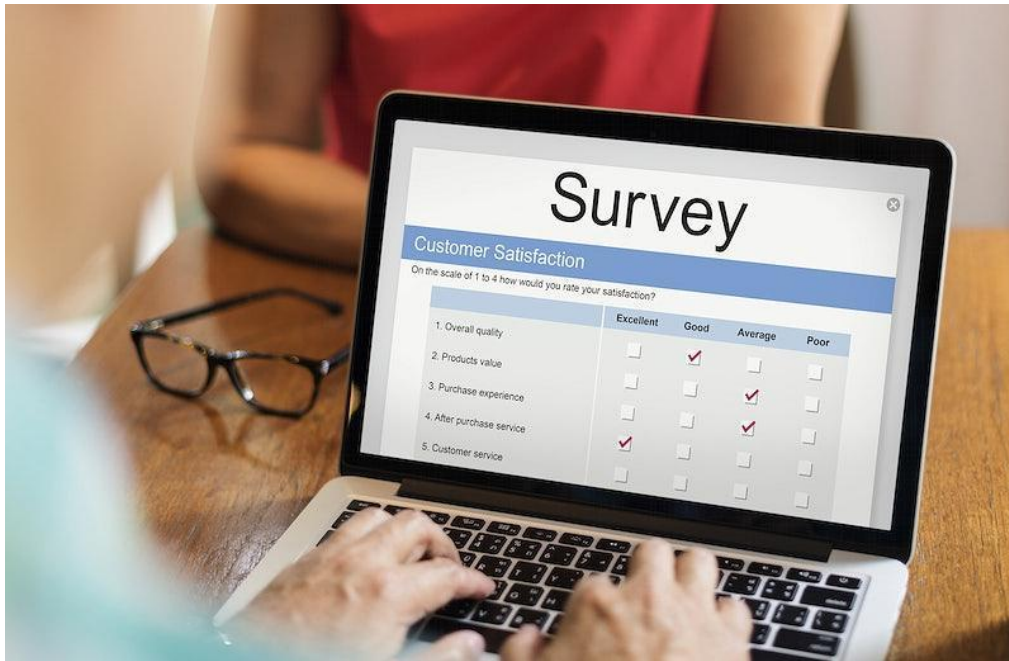 Survey
Customer Satisfaction
On the scale of 1 to 4 how would you rate your satisfaction?
Excellent Good Average Poor
1. Overall quality
2. Products value
3. Purchase experience
4. After purchase service
5. Customer service